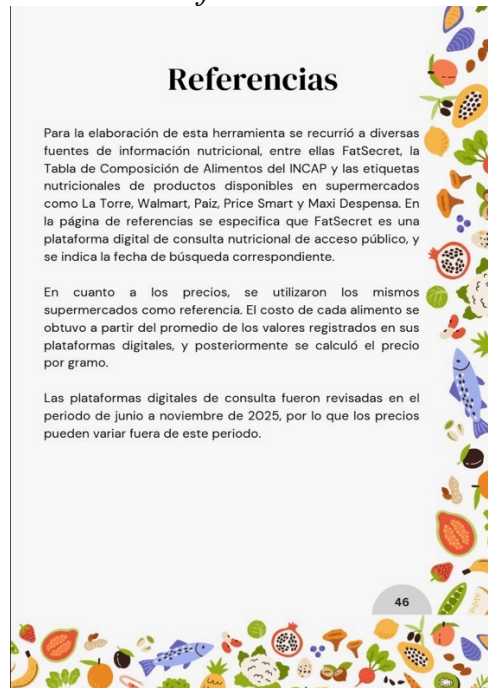 Referencias
Para la elaboración de esta herramienta se recurrió a diversas
fuentes de información nutricional, entre ellas FatSecret, la
Tabla de Composición de Alimentos del INCAP y las etiquetas
nutricionales de productos disponibles en supermercados
como La Torre, Walmart, Paiz, Price Smart y Maxi Despensa. En
la página de referencias se especifica que FatSecret es una
plataforma digital de consulta nutricional de acceso público, y
se indica la fecha de búsqueda correspondiente.
En cuanto a los precios, se utilizaron los mismos
supermercados como referencia. El costo de cada alimento se
obtuvo a partir del promedio de los valores registrados en sus
plataformas digitales, y posteriormente se calculó el precio
por gramo.
Las plataformas digitales de consulta fueron revisadas en el
periodo de junio a noviembre de 2025, por lo que los precios
pueden variar fuera de este periodo.
46